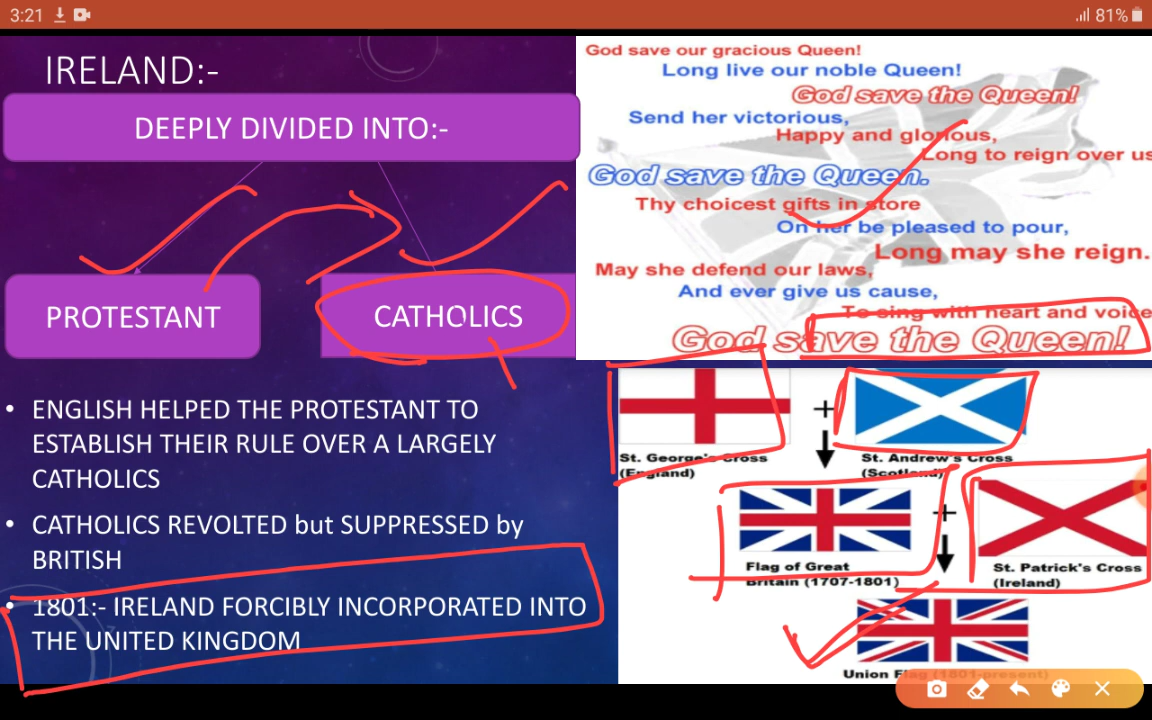 3:21
81%
IRELAND:-
DEEPLY DIVIDED INTO:-
PROTESTANT
CATHOLICS
• ENGLISH HELPED THE PROTESTANT TO
ESTABLISH THEIR RULE OVER A LARGELY
CATHOLICS
• CATHOLICS REVOLTED but SUPPRESSED by
BRITISH
• 1801:- IRELAND FORCIBLY INCORPORATED INTO
THE UNITED KINGDOM
God save our gracious Queen!
Long live our noble Queen!
God save the Queen!
Send her victorious,
Happy and glorious,
Long to reign over us
God save the Queen.
Thy choicest gifts in store
On her be pleased to pour,
Long may she reign.
May she defend our laws,
And ever give us cause,
To sing with heart and voice
God save the Queen!
+
St. George's Cross
(England)
St. Andrew's Cross
(Scotland)
+
Flag of Great
Britain (1707-1801)
St. Patrick's Cross
(Ireland)
Union Flag (1801-present)